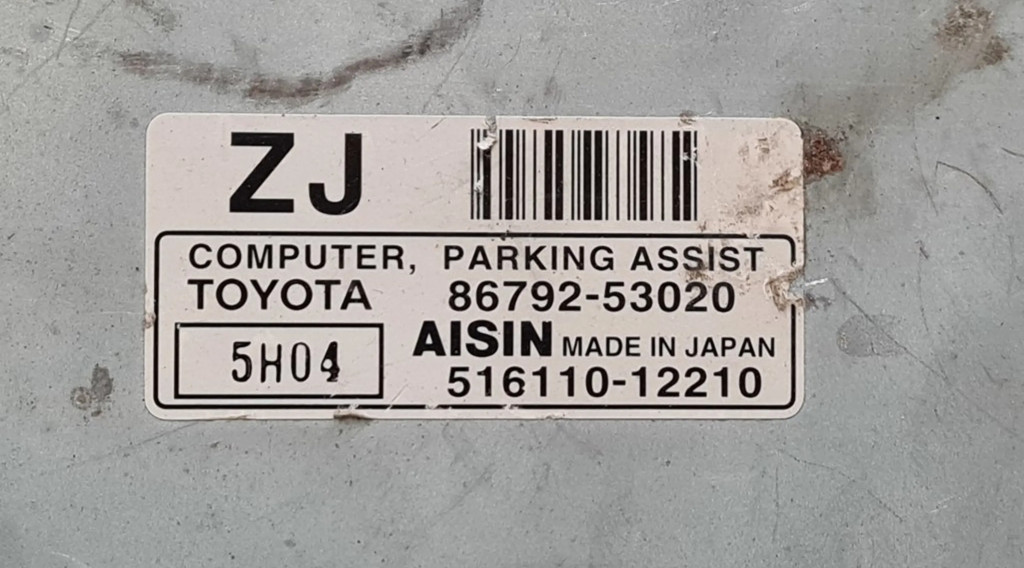 ZJ
COMPUTER, PARKING ASSIST
TOYOTA 86792-53020
5H04 AISIN MADE IN JAPAN
516110-12210